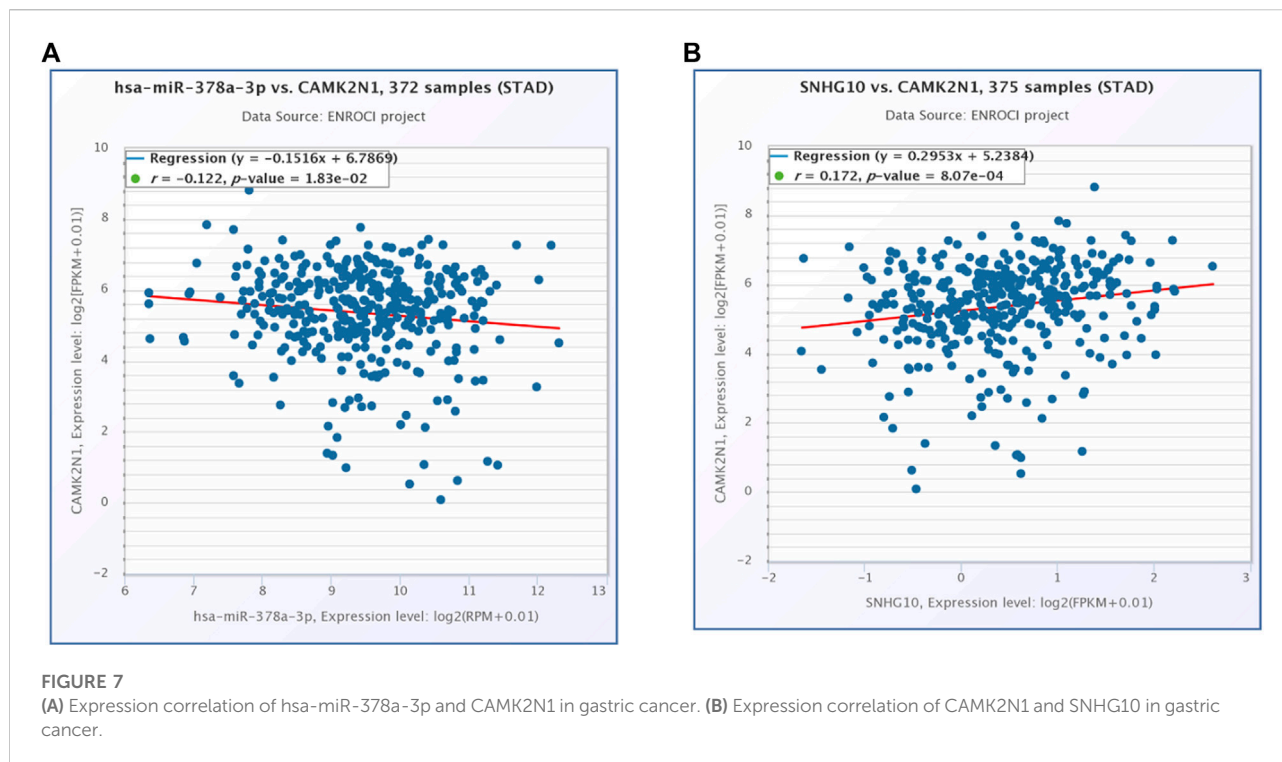 A
hsa-miR-378a-3p vs. CAMK2N1, 372 samples (STAD)
Data Source: ENROCI project
Regression (y = -0.1516x + 6.7869)
r = -0.122, p-value = 1.83e-02
CAMK2N1, Expression level: log2[FPKM+0.01)]
10
8
6
4
2
0
-2
6
7
8
9
10
11
12
13
hsa-miR-378a-3p, Expression level: log2(RPM+0.01)
B
SNHG10 vs. CAMK2N1, 375 samples (STAD)
Data Source: ENROCI project
Regression (y = 0.2953x + 5.2384)
r = 0.172, p-value = 8.07e-04
CAMK2N1, Expression level: log2[FPKM+0.01)]
10
8
6
4
2
0
-2
-2
-1
0
1
2
3
SNHG10, Expression level: log2(FPKM+0.01)
FIGURE 7
(A) Expression correlation of hsa-miR-378a-3p and CAMK2N1 in gastric cancer. (B) Expression correlation of CAMK2N1 and SNHG10 in gastric
cancer.